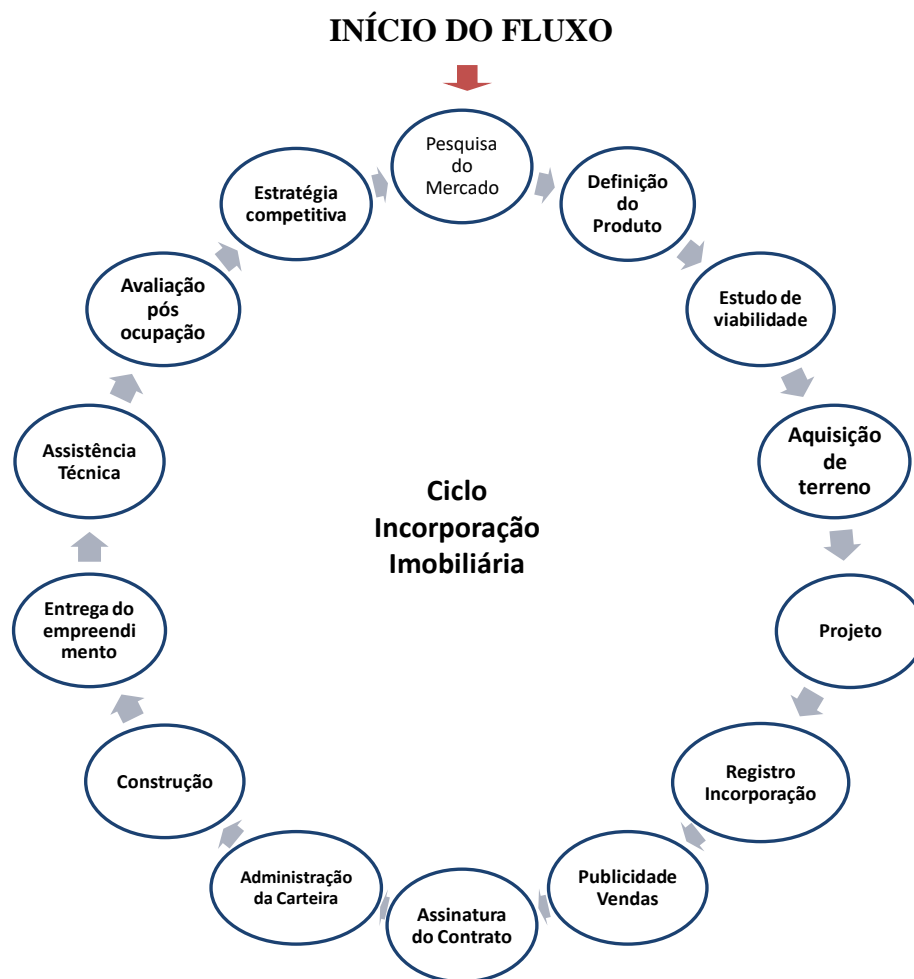 INÍCIO DO FLUXO
Pesquisa
do
Mercado
Definição
do
Produto
Estudo de
viabilidade
Aquisição
de
terreno
Projeto
Registro
Incorporação
Publicidade
Vendas
Assinatura
do Contrato
Administração
da Carteira
Construção
Entrega do
empreendi
mento
Assistência
Técnica
Avaliação
pós
ocupação
Estratégia
competitiva
Ciclo
Incorporação
Imobiliária